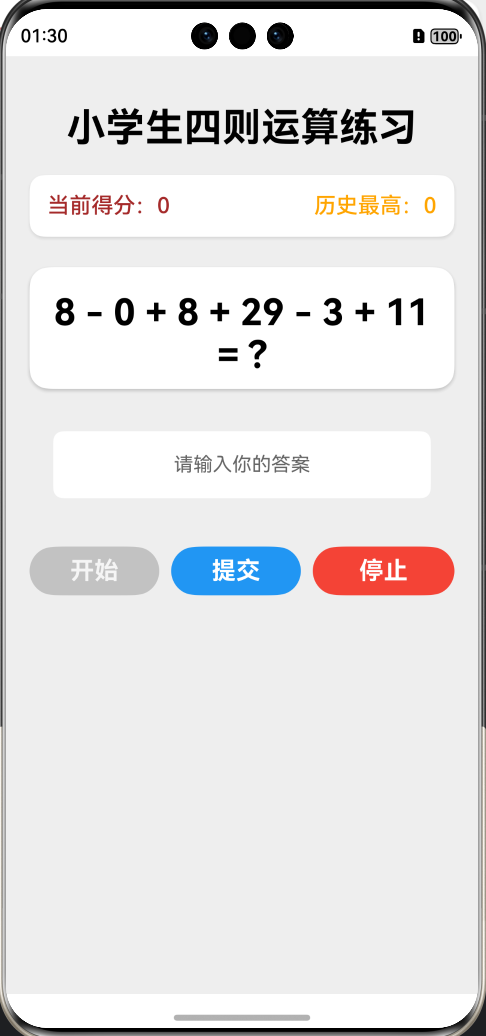 01:30
100
小学生四则运算练习
当前得分：0
历史最高：0
8 - 0 + 8 + 29 - 3 + 11
= ?
请输入你的答案
开始
提交
停止